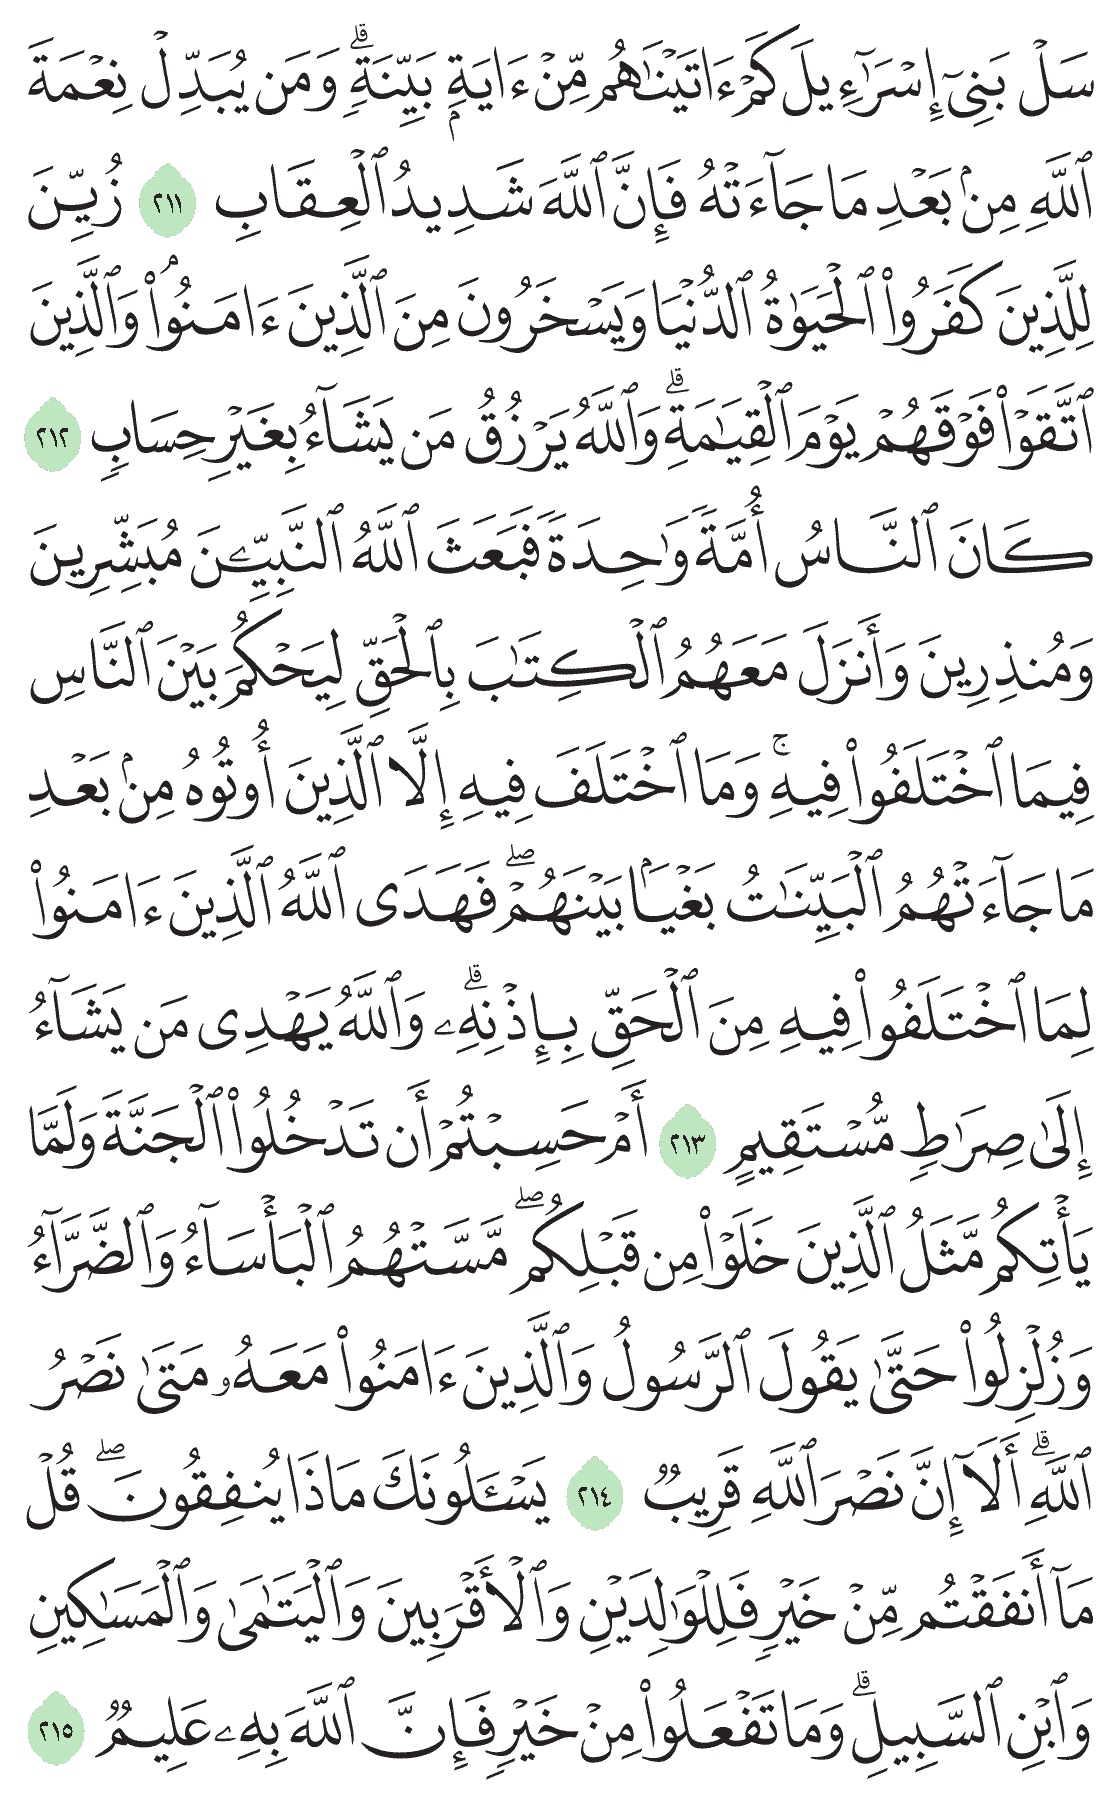 سَلۡ بَنِىٓ إِسۡرَٰٓءِيلَ كَمۡ ءَاتَيۡنَٰهُم مِّنۡ ءَايَةِۭ بَيِّنَةٖۗ وَمَن يُبَدِّلۡ نِعۡمَةَ
ٱللَّهِ مِنۢ بَعۡدِ مَا جَآءَتۡهُ فَإِنَّ ٱللَّهَ شَدِيدُ ٱلۡعِقَابِ ٢١١ زُيِّنَ
لِلَّذِينَ كَفَرُواْ ٱلۡحَيَوٰةُ ٱلدُّنۡيَا وَيَسۡخَرُونَ مِنَ ٱلَّذِينَ ءَامَنُواْۘ وَٱلَّذِينَ
ٱتَّقَوۡاْ فَوۡقَهُمۡ يَوۡمَ ٱلۡقِيَٰمَةِۗ وَٱللَّهُ يَرۡزُقُ مَن يَشَآءُ بِغَيۡرِ حِسَابٖ ٢١٢
كَانَ ٱلنَّاسُ أُمَّةٗ وَٰحِدَةٗ فَبَعَثَ ٱللَّهُ ٱلنَّبِيِّـۧنَ مُبَشِّرِينَ
وَمُنذِرِينَ وَأَنزَلَ مَعَهُمُ ٱلۡكِتَٰبَ بِٱلۡحَقِّ لِيَحۡكُمَ بَيۡنَ ٱلنَّاسِ
فِيمَا ٱخۡتَلَفُواْ فِيهِۚ وَمَا ٱخۡتَلَفَ فِيهِ إِلَّا ٱلَّذِينَ أُوتُوهُ مِنۢ بَعۡدِ
مَا جَآءَتۡهُمُ ٱلۡبَيِّنَٰتُ بَغۡيَۢا بَيۡنَهُمۡۖ فَهَدَى ٱللَّهُ ٱلَّذِينَ ءَامَنُواْ
لِمَا ٱخۡتَلَفُواْ فِيهِ مِنَ ٱلۡحَقِّ بِإِذۡنِهِۦۗ وَٱللَّهُ يَهۡدِى مَن يَشَآءُ
إِلَىٰ صِرَٰطٖ مُّسۡتَقِيمٍ ٢١٣ أَمۡ حَسِبۡتُمۡ أَن تَدۡخُلُواْ ٱلۡجَنَّةَ وَلَمَّا
يَأۡتِكُم مَّثَلُ ٱلَّذِينَ خَلَوۡاْ مِن قَبۡلِكُمۖ مَّسَّتۡهُمُ ٱلۡبَأۡسَآءُ وَٱلضَّرَّآءُ
وَزُلۡزِلُواْ حَتَّىٰ يَقُولَ ٱلرَّسُولُ وَٱلَّذِينَ ءَامَنُواْ مَعَهُۥ مَتَىٰ نَصۡرُ
ٱللَّهِۗ أَلَآ إِنَّ نَصۡرَ ٱللَّهِ قَرِيبٞ ٢١٤ يَسۡـَٔلُونَكَ مَاذَا يُنفِقُونَۖ قُلۡ
مَآ أَنفَقۡتُم مِّنۡ خَيۡرٖ فَلِلۡوَٰلِدَيۡنِ وَٱلۡأَقۡرَبِينَ وَٱلۡيَتَٰمَىٰ وَٱلۡمَسَٰكِينِ
وَٱبۡنِ ٱلسَّبِيلِۗ وَمَا تَفۡعَلُواْ مِنۡ خَيۡرٖ فَإِنَّ ٱللَّهَ بِهِۦ عَلِيمٞ ٢١٥